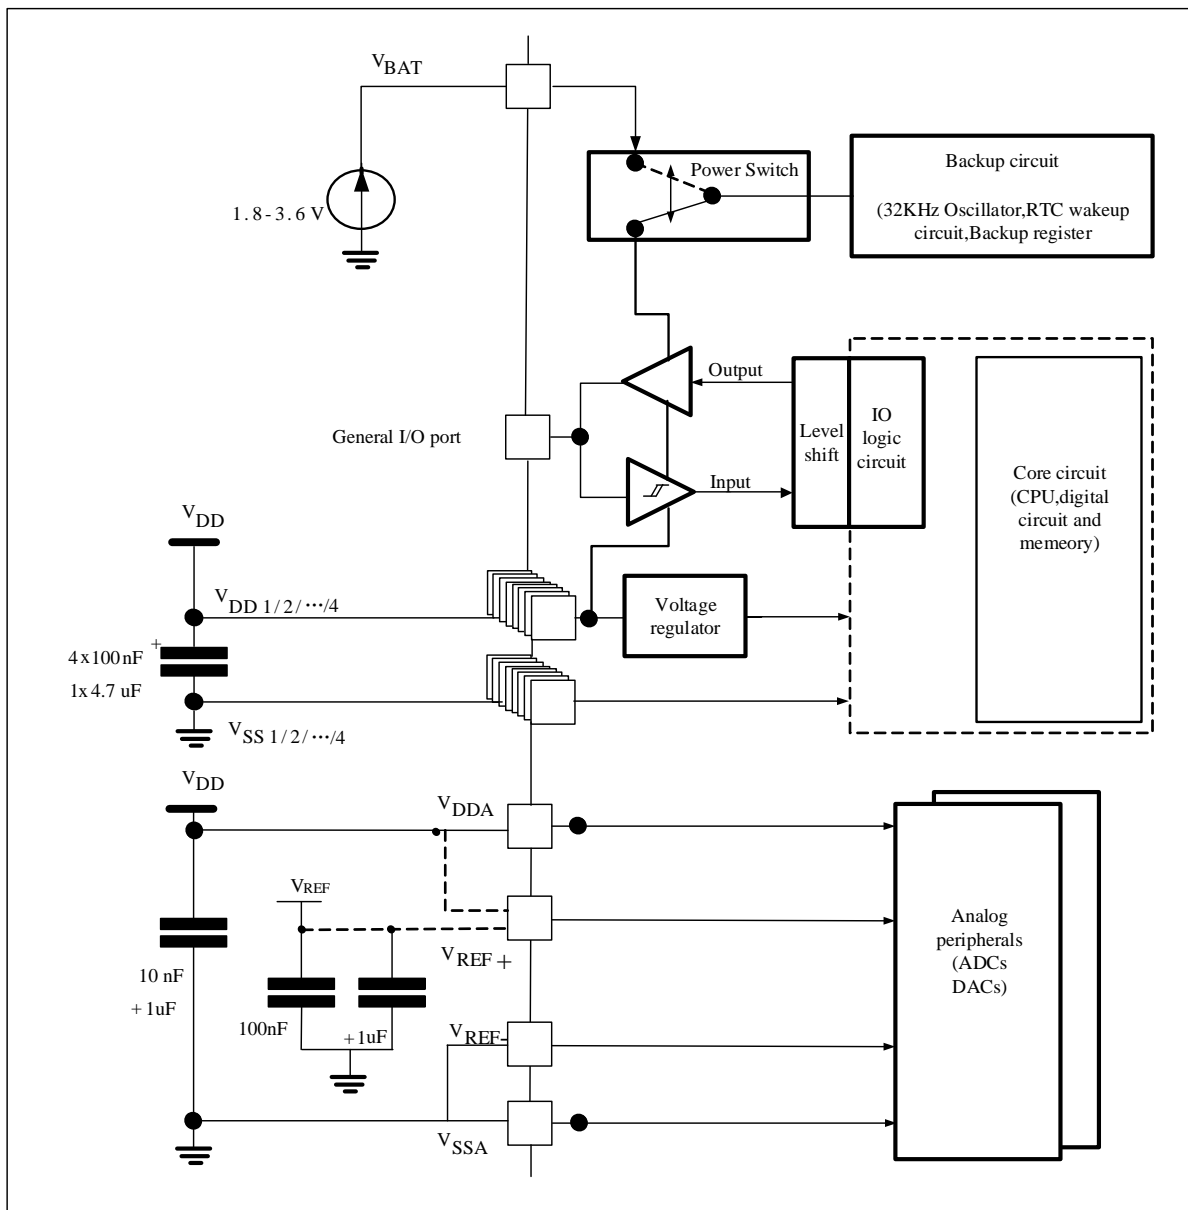 VBAT
1.8-3.6 V
Power Switch
Backup circuit
(32KHz Oscillator,RTC wakeup
circuit,Backup register
Output
General I/O port
Input
Level
shift
IO
logic
circuit
Core circuit
(CPU,digital
circuit and
memeory)
VDD
VDD 1/2/···/4
4x100nF
+
1x4.7 uF
VSS 1/2/···/4
Voltage
regulator
VDD
VDDA
VREF
VREF+
10 nF
+1uF
100nF
+1uF
VREF-
VSSA
Analog
peripherals
(ADCs
DACs)